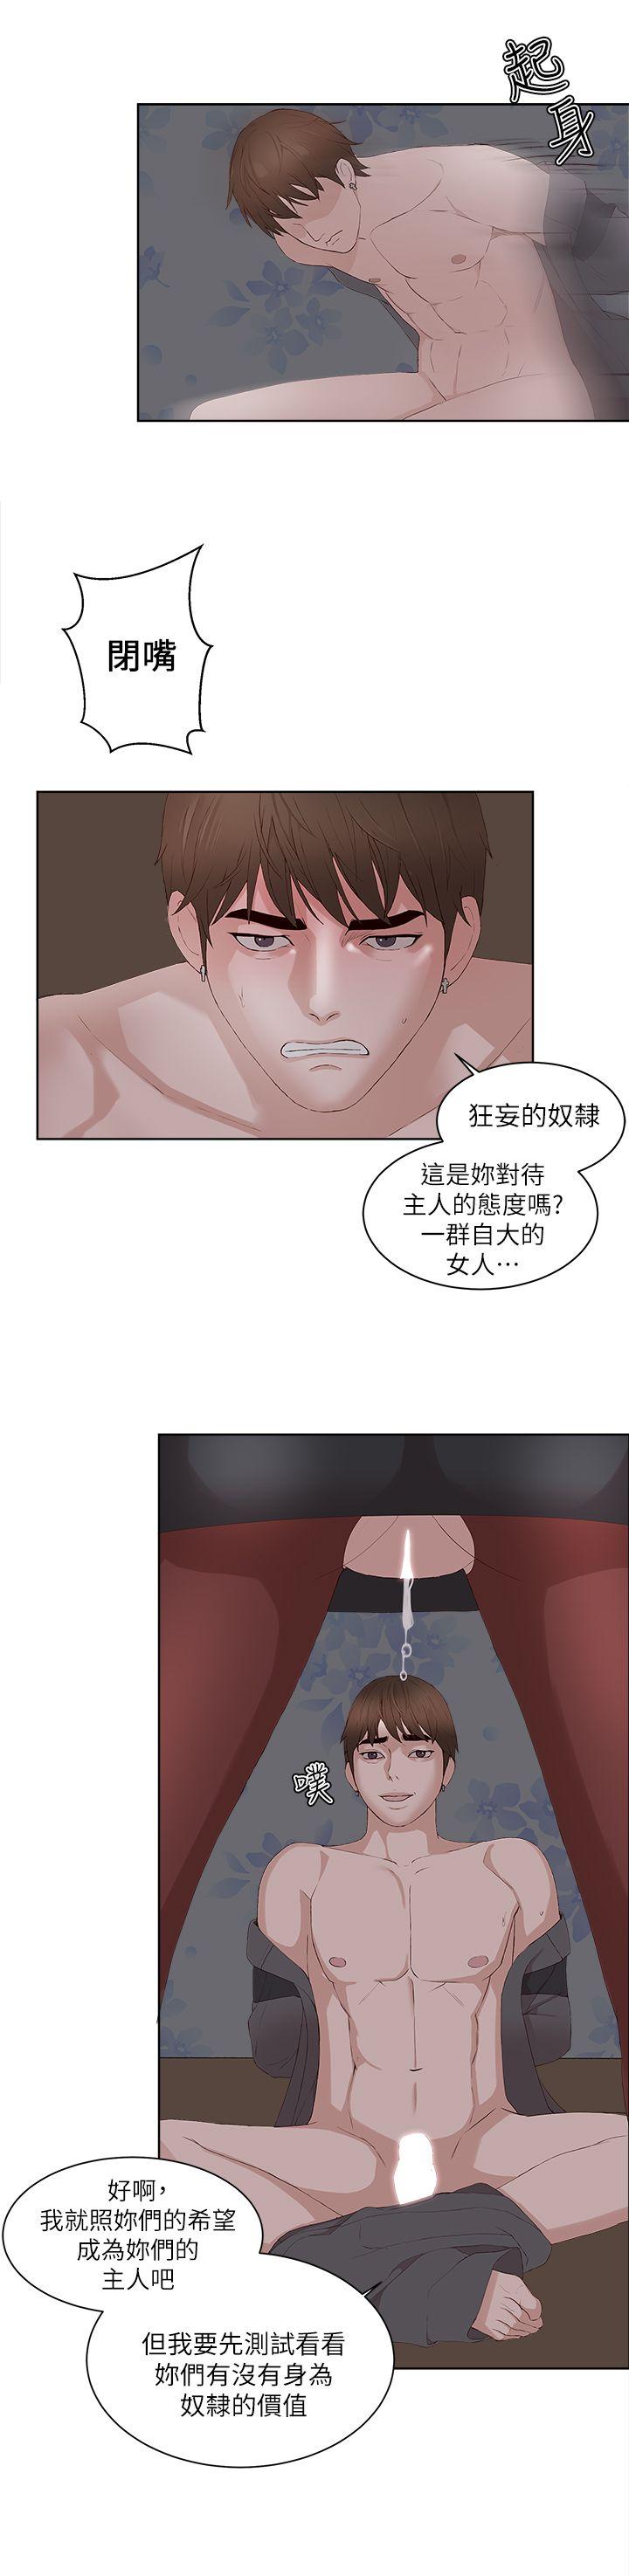 起身
閉嘴
狂妄的奴隸
這是妳對待
主人的態度嗎?
一群自大的
女人…
噗
好啊,
我就照妳們的希望
成為妳們的
主人吧
但我要先測試看看
妳們有沒有身為
奴隸的價值